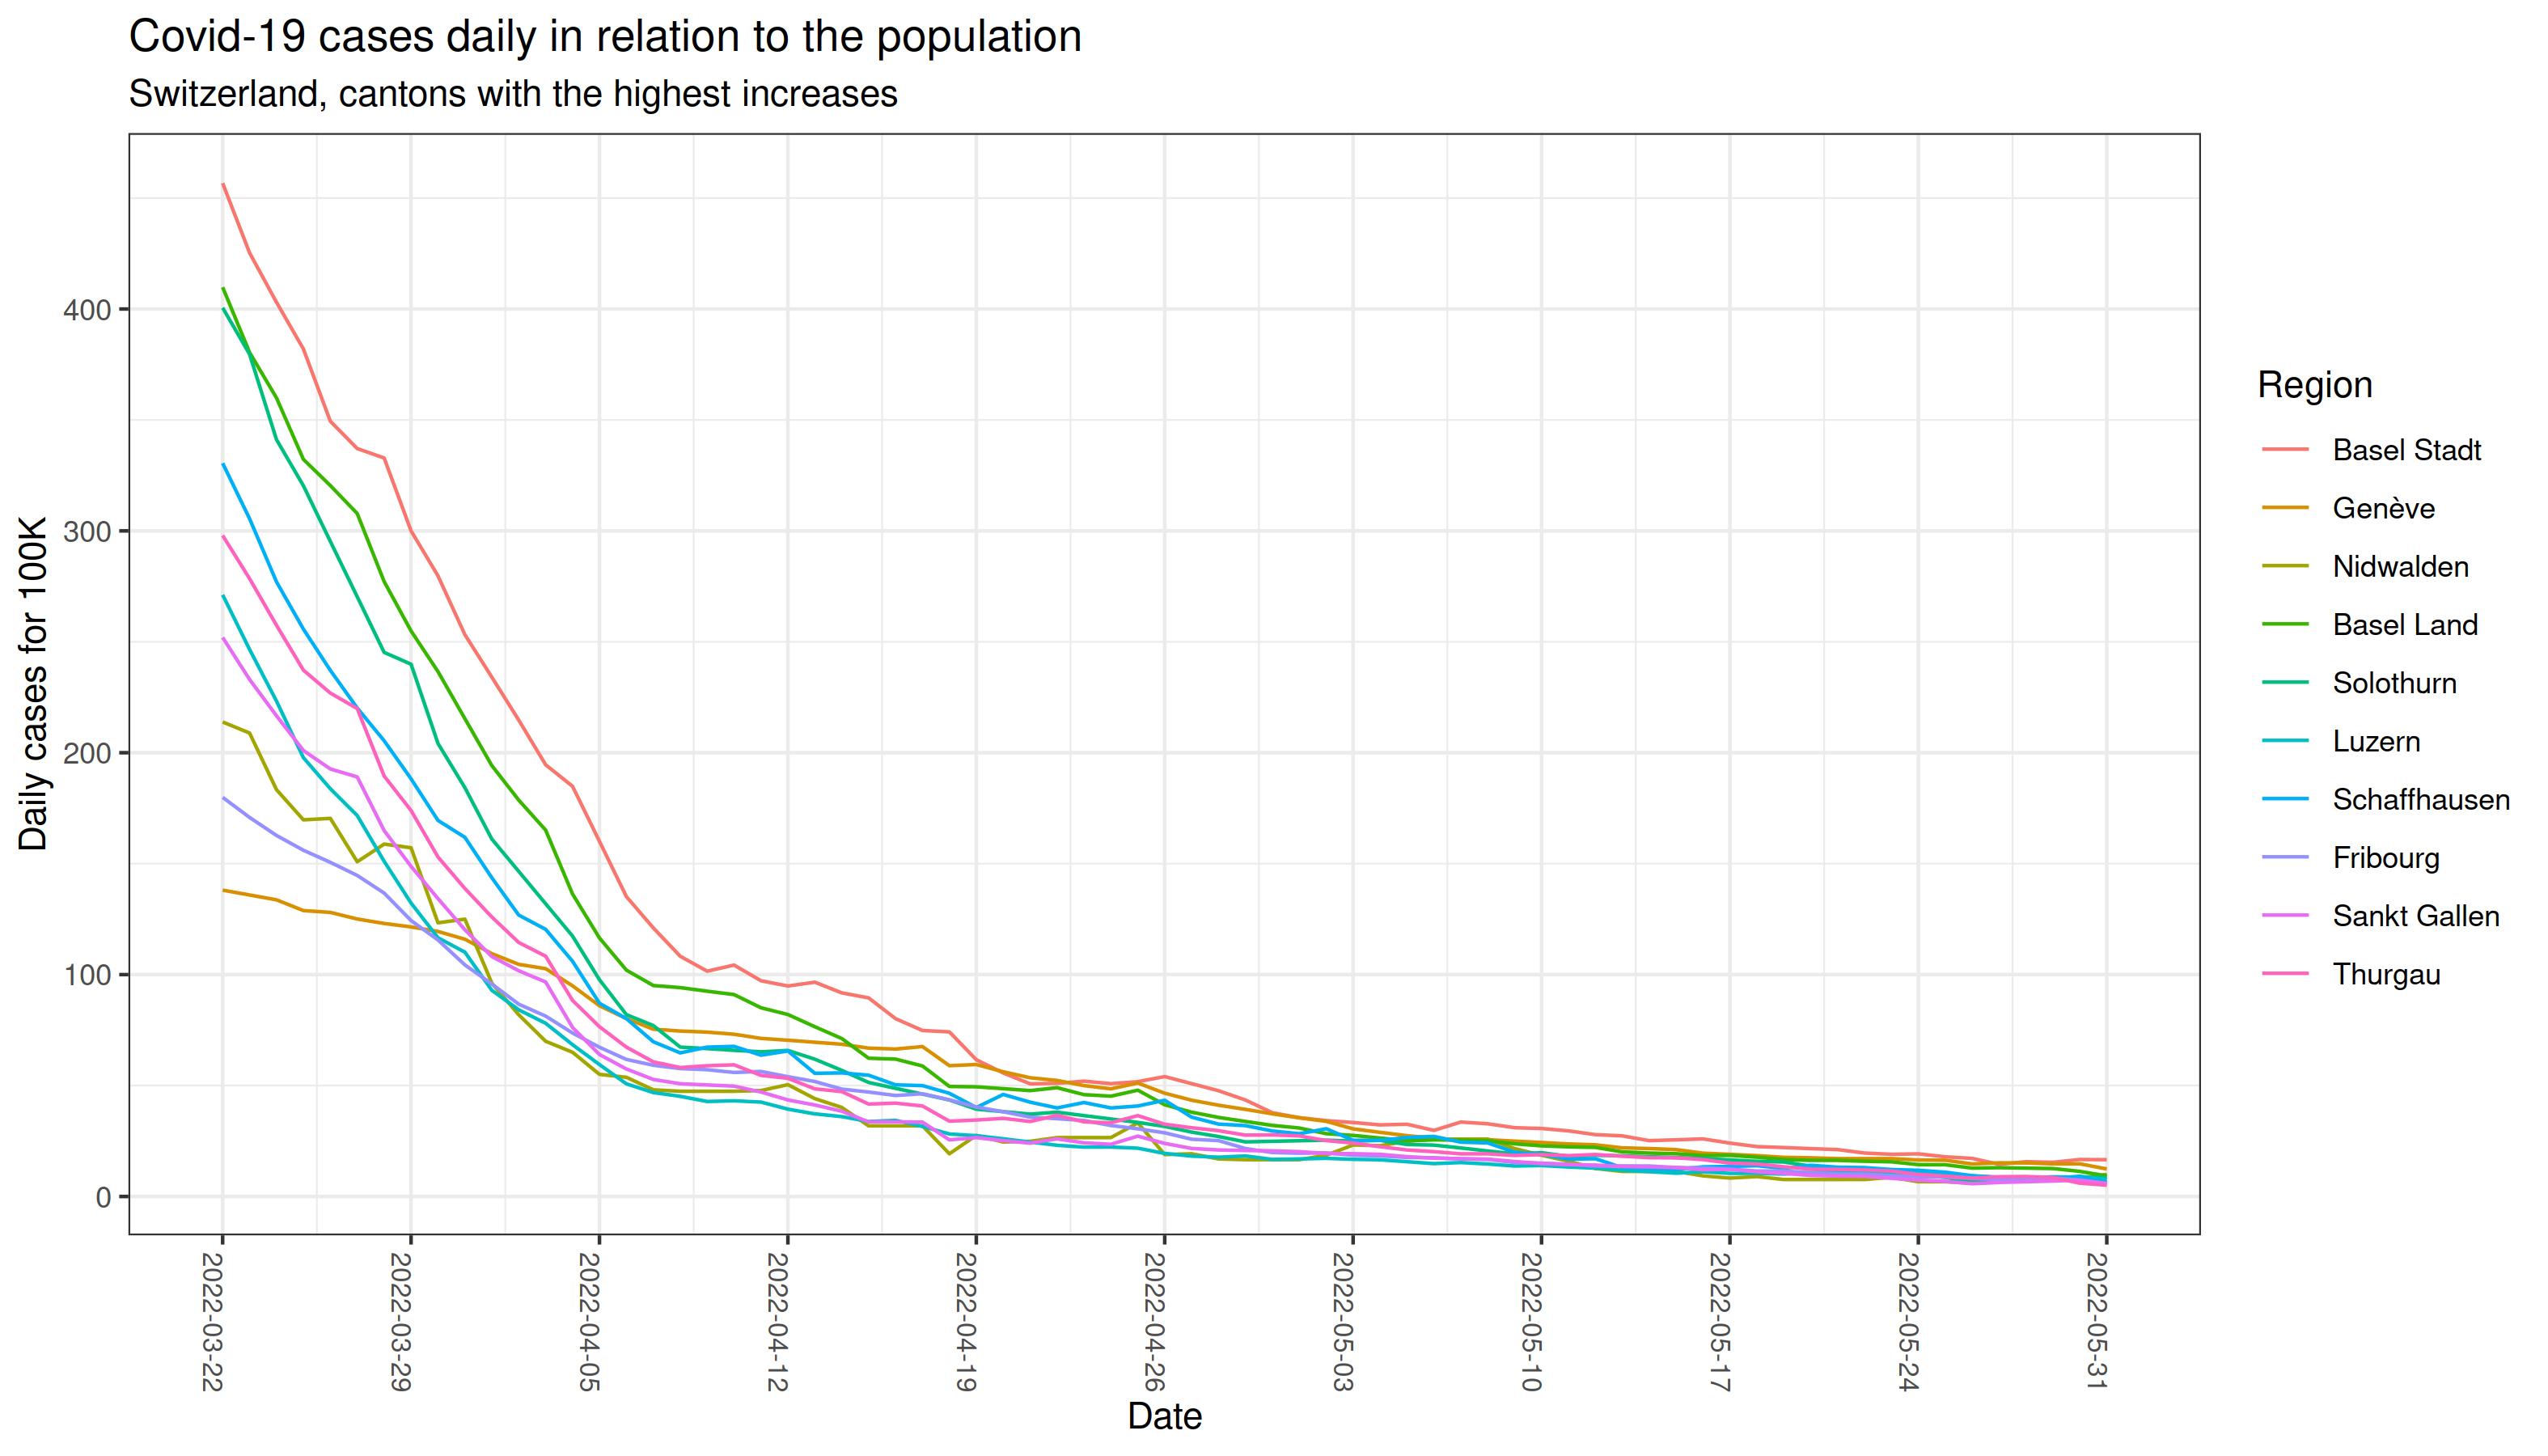 Covid-19 cases daily in relation to the population
Switzerland, cantons with the highest increases
Daily cases for 100K
400
300
200
100
0
2022-03-22
2022-03-29
2022-04-05
2022-04-12
2022-04-19
2022-04-26
2022-05-03
2022-05-10
2022-05-17
2022-05-24
2022-05-31
Date
Region
Basel Stadt
Genève
Nidwalden
Basel Land
Solothurn
Luzern
Schaffhausen
Fribourg
Sankt Gallen
Thurgau